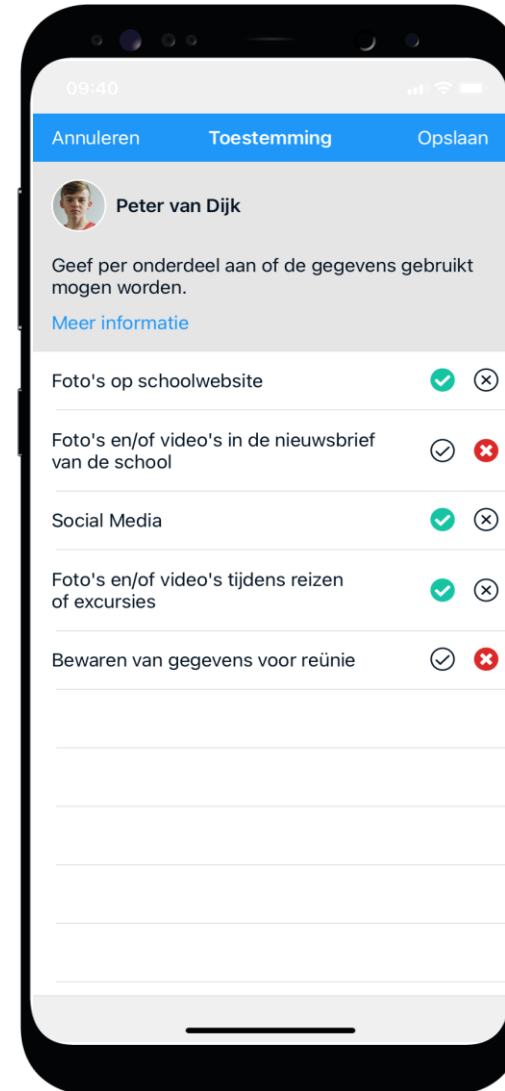 09:40
Annuleren Toestemming Opslaan
Peter van Dijk
Geef per onderdeel aan of de gegevens gebruikt
mogen worden.
Meer informatie
Foto's op schoolwebsite
Foto's en/of video's in de nieuwsbrief
van de school
Social Media
Foto's en/of video's tijdens reizen
of excursies
Bewaren van gegevens voor reünie